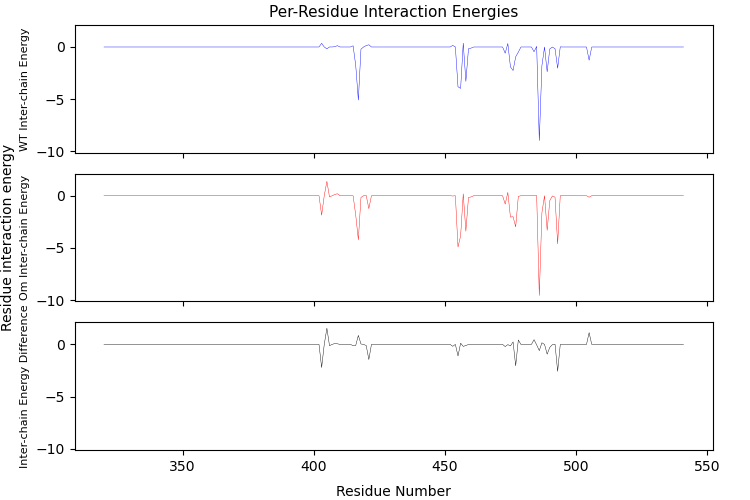 Per-Residue Interaction Energies
Residue interaction energy
WT Inter-chain Energy
0
−5
−10
Om Inter-chain Energy
0
−5
−10
Inter-chain Energy Difference
0
−5
−10
350
400
450
500
550
Residue Number